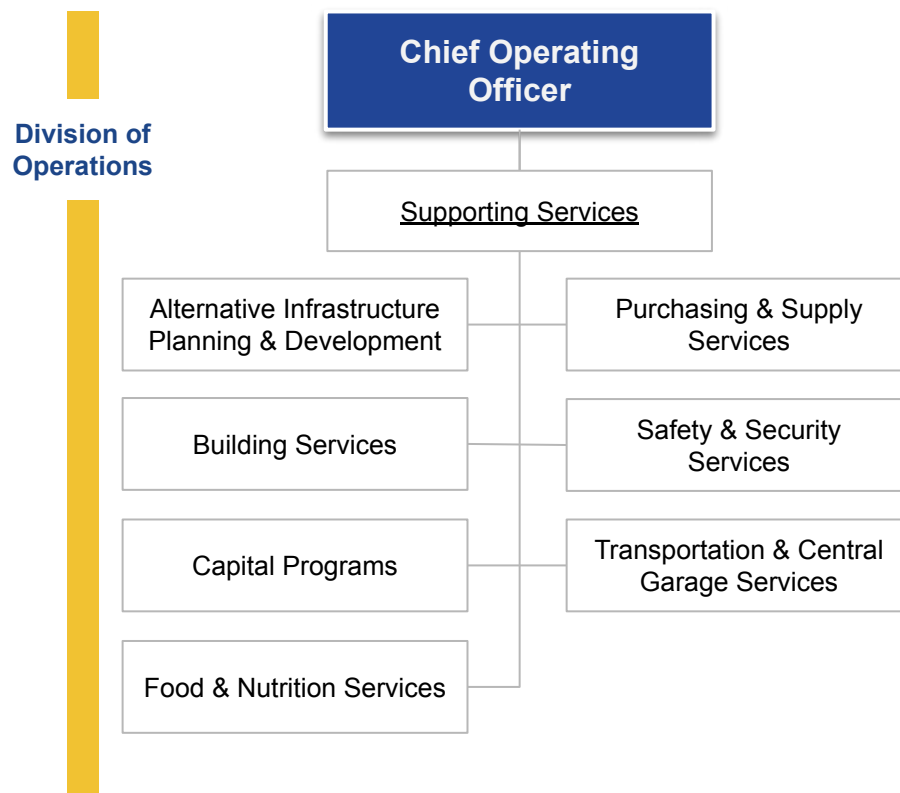 Chief Operating
Officer
Division of
Operations
Supporting Services
Alternative Infrastructure
Planning & Development
Purchasing & Supply
Services
Building Services
Safety & Security
Services
Capital Programs
Transportation & Central
Garage Services
Food & Nutrition Services